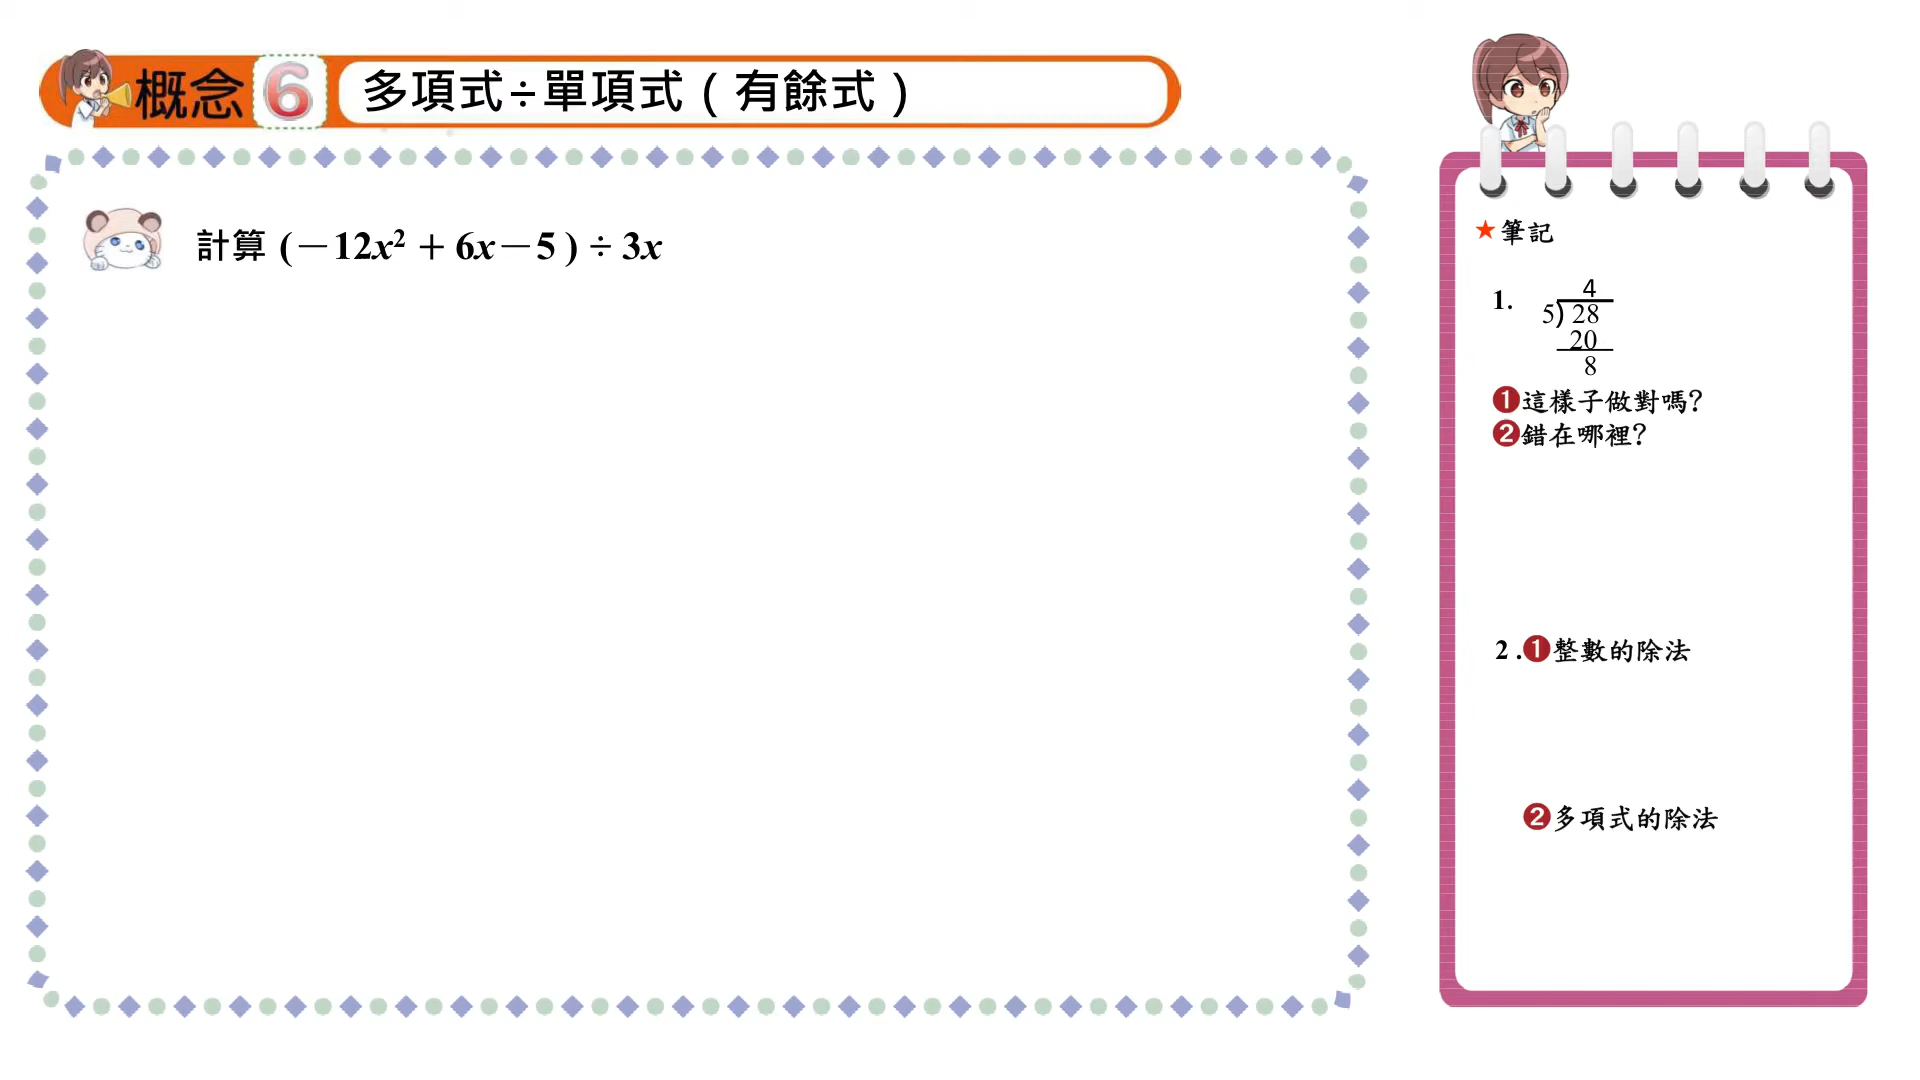 概念 6 多項式÷單項式（有餘式）
計算 (－12x² + 6x－5 ) ÷ 3x
★筆記
1.
4
5) 28
20
8
❶這樣子做對嗎?
❷錯在哪裡?
2 .❶整數的除法
❷多項式的除法